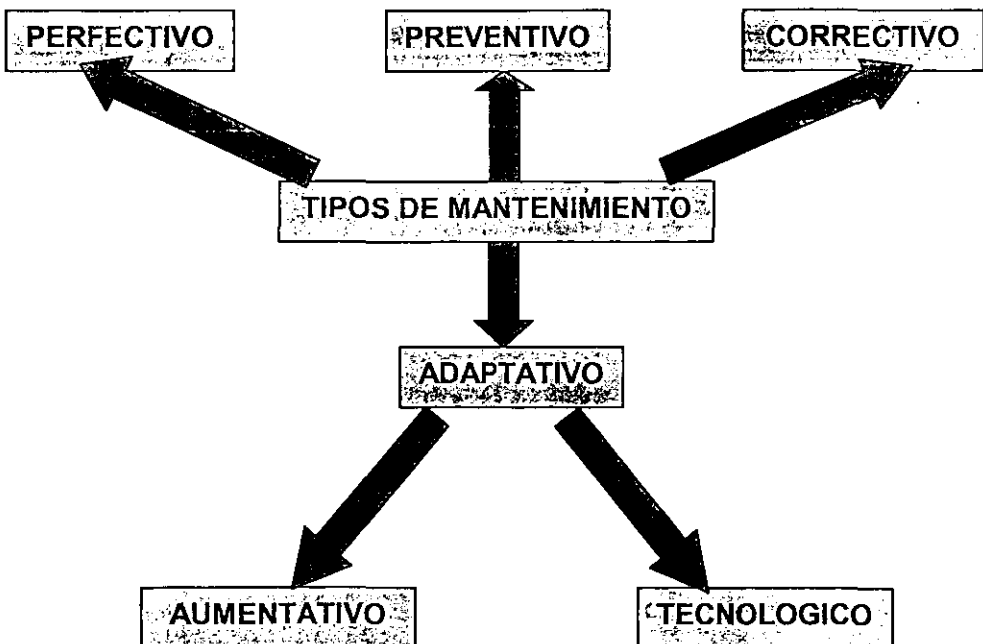 PERFECTIVO
PREVENTIVO
CORRECTIVO
TIPOS DE MANTENIMIENTO
ADAPTATIVO
AUMENTATIVO
TECNOLOGICO